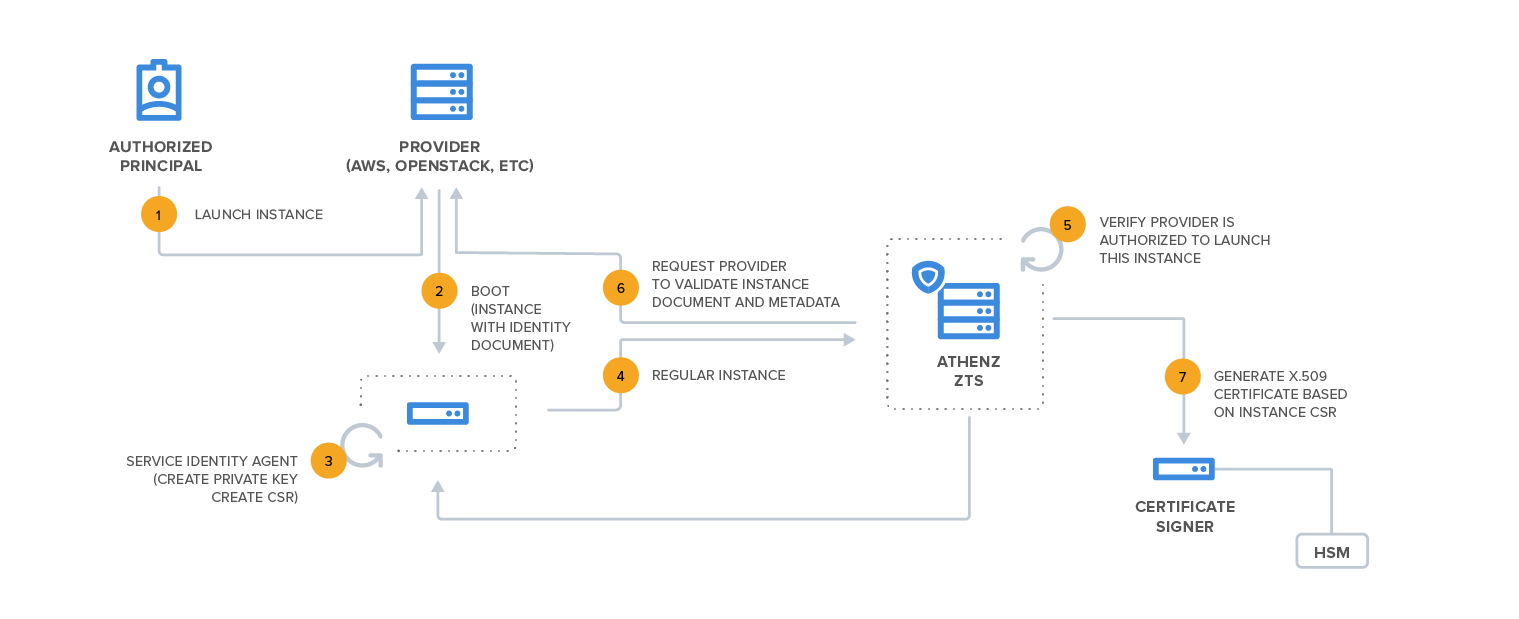 AUTHORIZED
PRINCIPAL
PROVIDER
(AWS, OPENSTACK, ETC)
1
LAUNCH INSTANCE
2
BOOT
(INSTANCE
WITH IDENTITY
DOCUMENT)
3
SERVICE IDENTITY AGENT
(CREATE PRIVATE KEY
CREATE CSR)
6
REQUEST PROVIDER
TO VALIDATE INSTANCE
DOCUMENT AND METADATA
4
REGULAR INSTANCE
ATHENZ
ZTS
5
VERIFY PROVIDER IS
AUTHORIZED TO LAUNCH
THIS INSTANCE
7
GENERATE X.509
CERTIFICATE BASED
ON INSTANCE CSR
CERTIFICATE
SIGNER
HSM